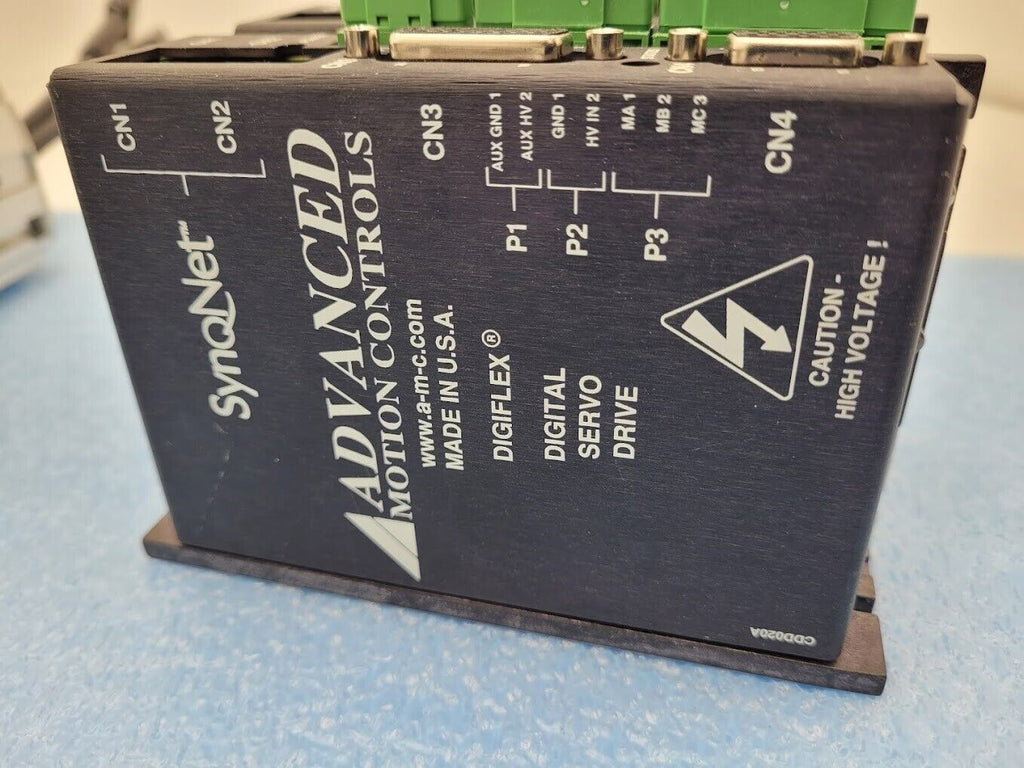 CN1
CN2
SynQNet™
ADVANCED
MOTION CONTROLS
www.a-m-c.com
MADE IN U.S.A.
CN3
DIGIFLEX ®
DIGITAL
SERVO
DRIVE
AUX GND 1
AUX HV 2
P1
GND 1
HV IN 2
P2
MA 1
MB 2
MC 3
P3
CN4
CAUTION -
HIGH VOLTAGE !
CDD020A